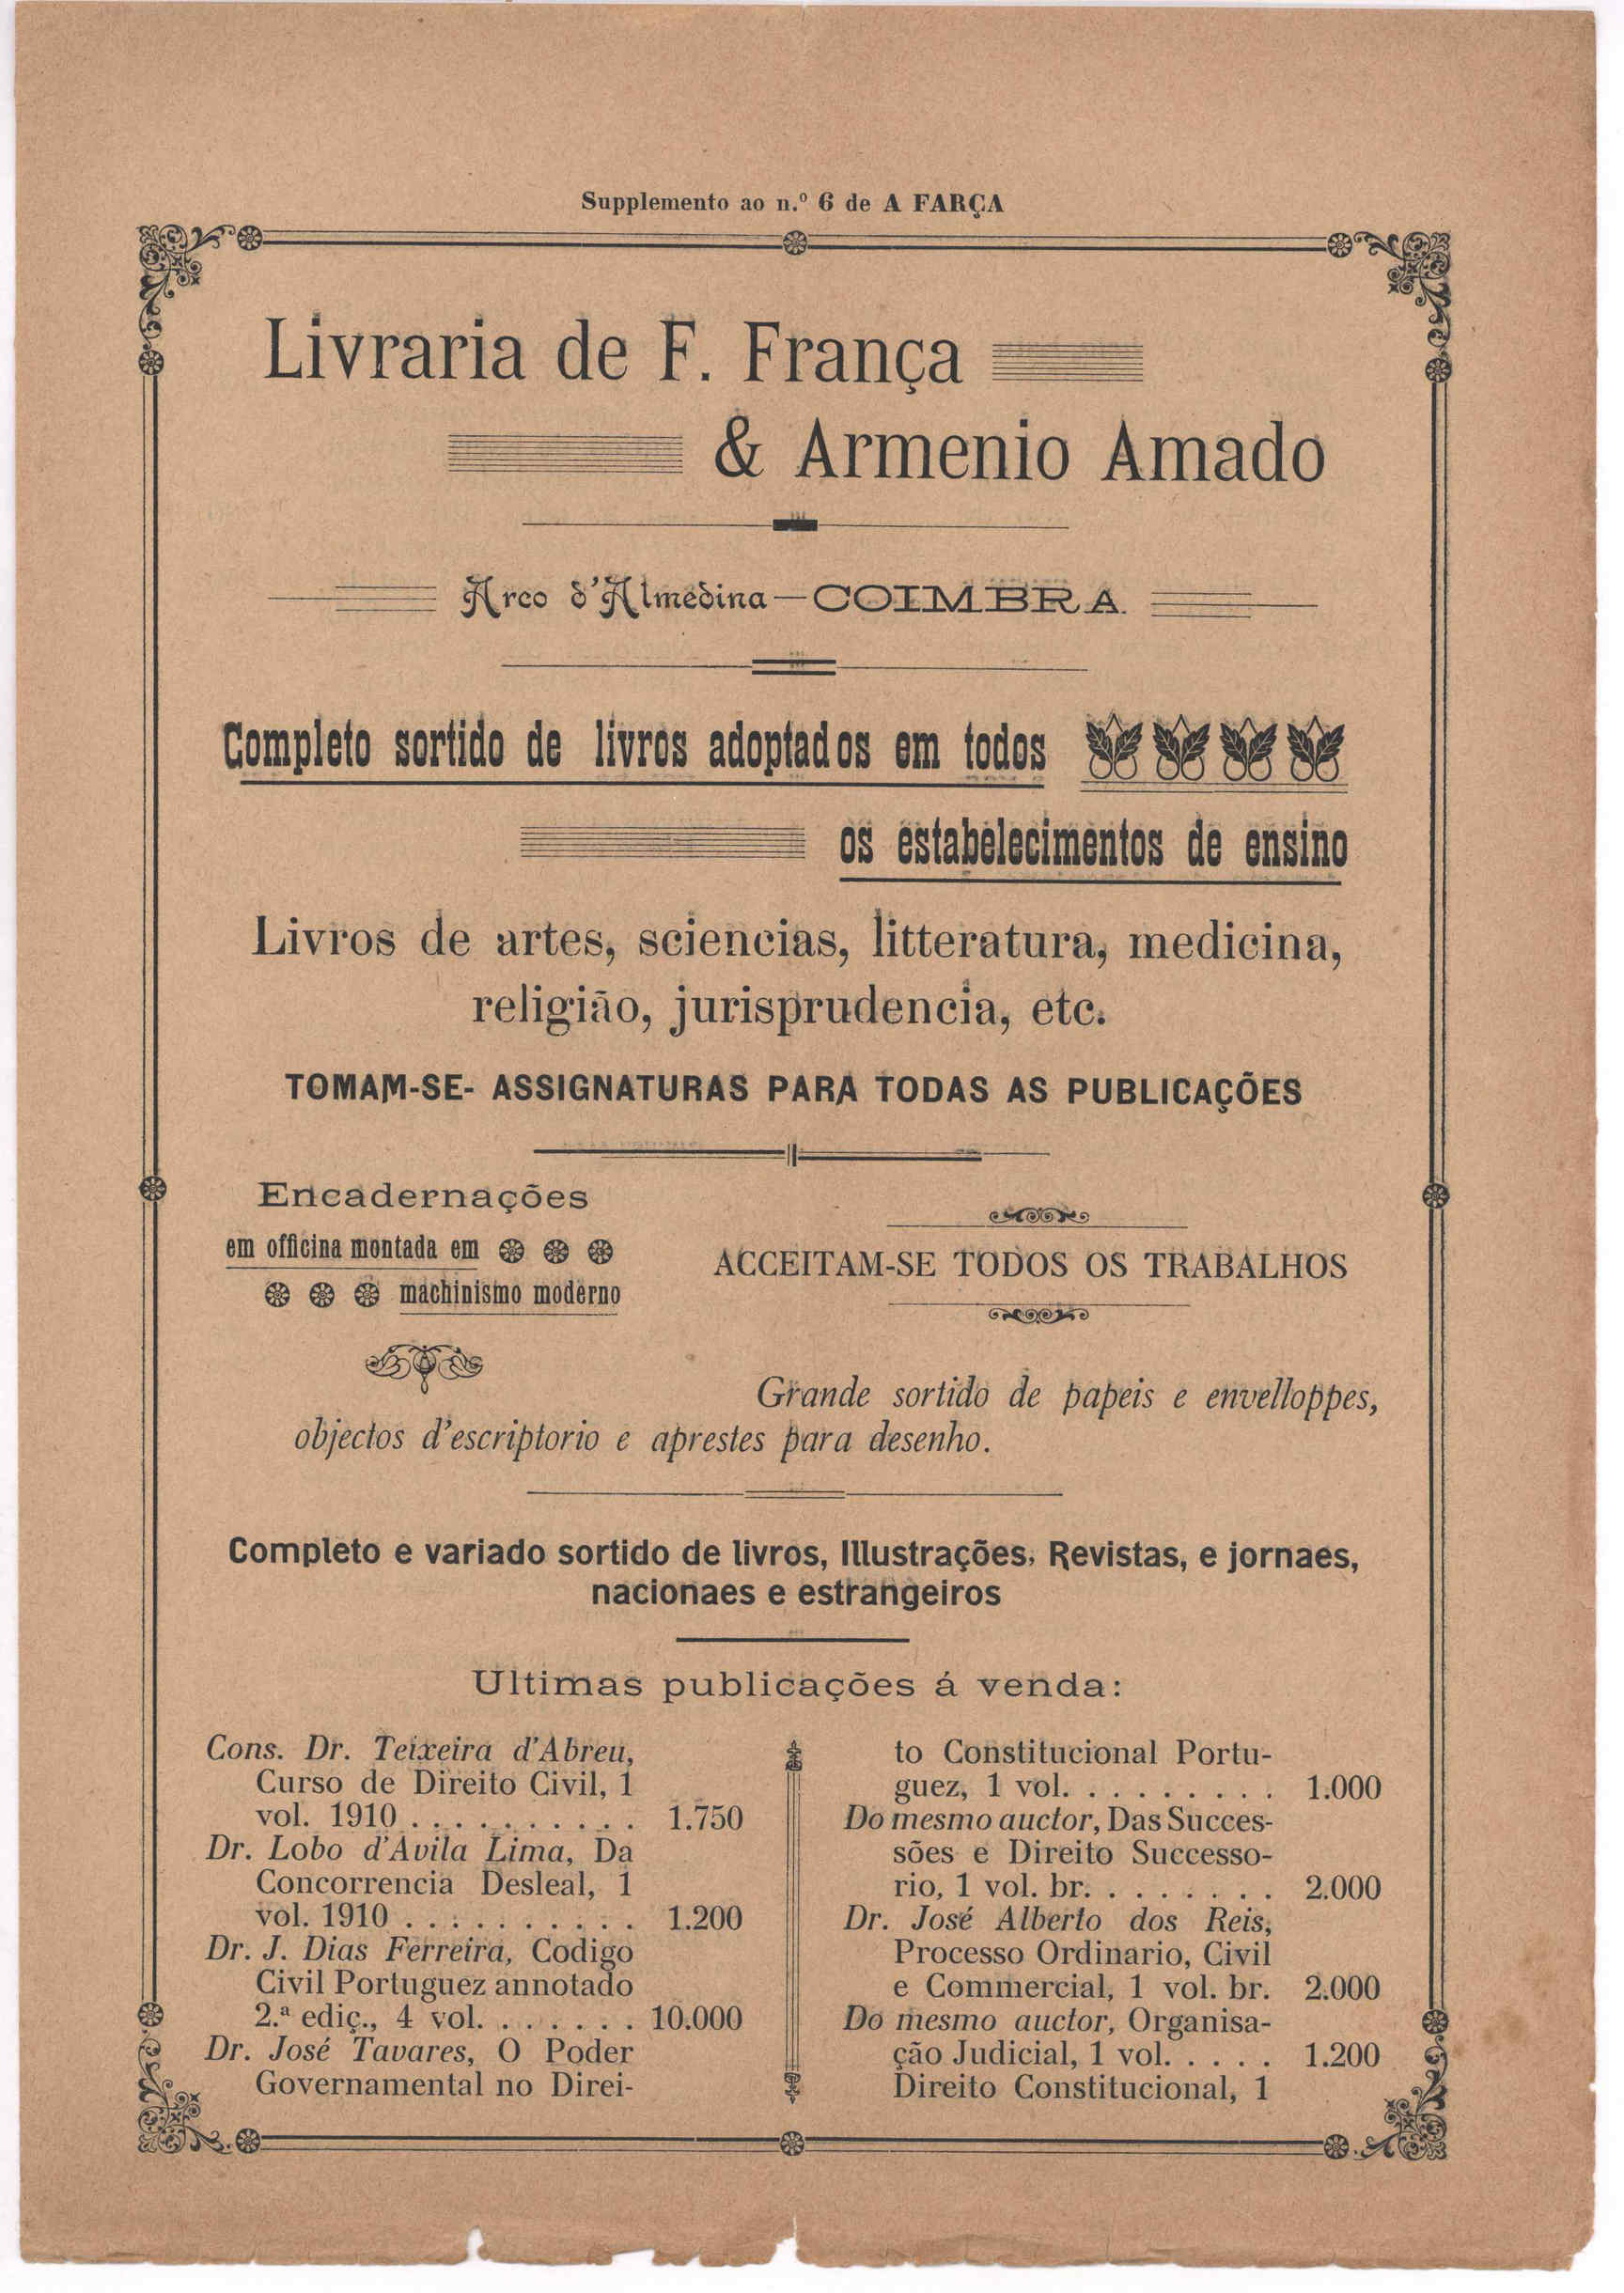 Supplemento ao n.º 6 de A FARÇA
Livraria de F. França
& Armenio Amado
Arco d'Almedina — COIMBRA
Completo sortido de livros adoptados em todos
os estabelecimentos de ensino
Livros de artes, sciencias, litteratura, medicina,
religião, jurisprudencia, etc.
TOMAM-SE- ASSIGNATURAS PARA TODAS AS PUBLICAÇÕES
Encadernações
em officina montada em
machinismo moderno
ACCEITAM-SE TODOS OS TRABALHOS
Grande sortido de papeis e envelloppes,
objectos d'escriptorio e aprestes para desenho.
Completo e variado sortido de livros, Illustrações, Revistas, e jornaes,
nacionaes e estrangeiros
Ultimas publicações á venda:
Cons. Dr. Teixeira d'Abreu,
Curso de Direito Civil, 1
vol. 1910 . . . . . . . . . . 1.750
Dr. Lobo d'Avila Lima, Da
Concorrencia Desleal, 1
vol. 1910 . . . . . . . . . . 1.200
Dr. J. Dias Ferreira, Codigo
Civil Portuguez annotado
2.ª ediç., 4 vol. . . . . . . 10.000
Dr. José Tavares, O Poder
Governamental no Direi-
to Constitucional Portu-
guez, 1 vol. . . . . . . . . 1.000
Do mesmo auctor, Das Succes-
sões e Direito Successo-
rio, 1 vol. br. . . . . . . . 2.000
Dr. José Alberto dos Reis,
Processo Ordinario, Civil
e Commercial, 1 vol. br. 2.000
Do mesmo auctor, Organisa-
ção Judicial, 1 vol. . . . . 1.200
Direito Constitucional, 1